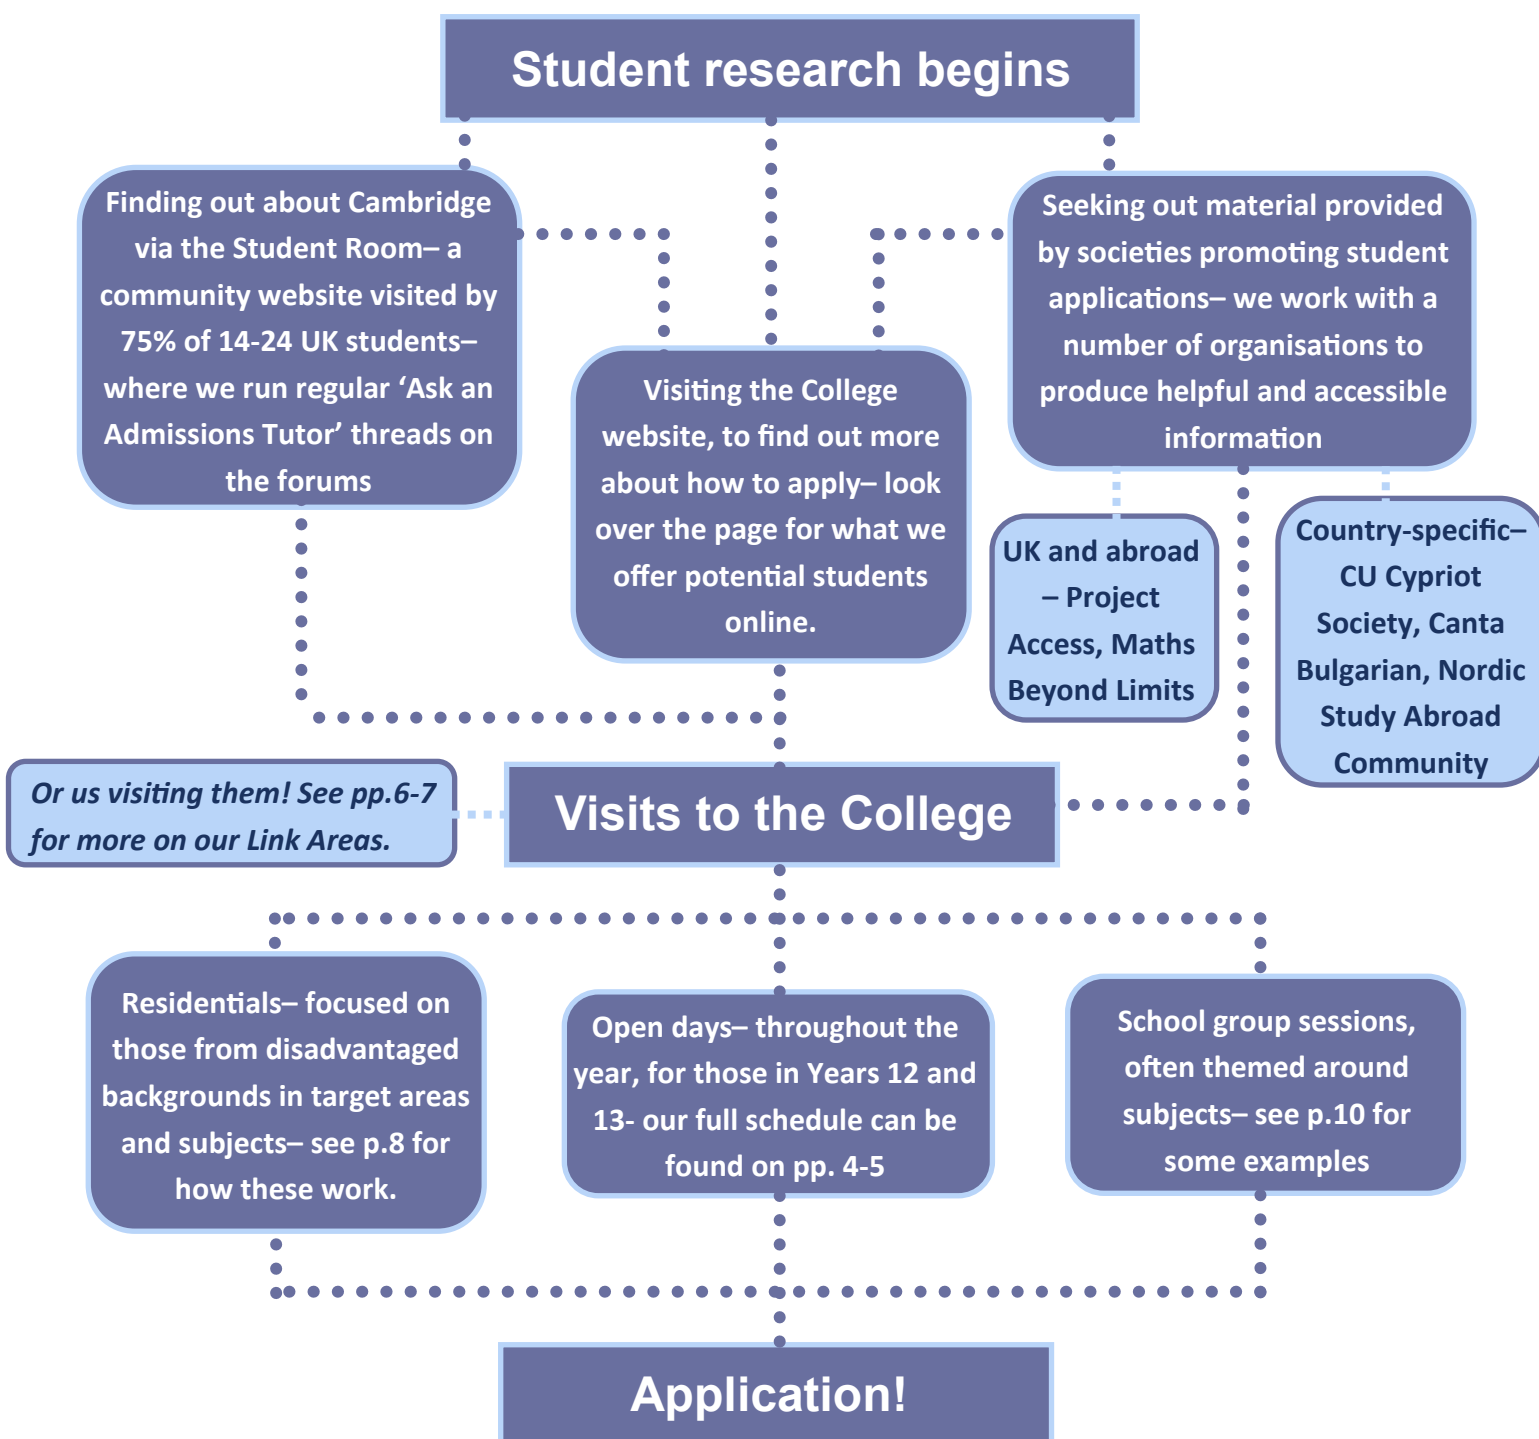 Student research begins
Finding out about Cambridge
via the Student Room– a
community website visited by
75% of 14-24 UK students–
where we run regular ‘Ask an
Admissions Tutor’ threads on
the forums
Visiting the College
website, to find out more
about how to apply– look
over the page for what we
offer potential students
online.
Seeking out material provided
by societies promoting student
applications– we work with a
number of organisations to
produce helpful and accessible
information
UK and abroad
– Project
Access, Maths
Beyond Limits
Country-specific–
CU Cypriot
Society, Canta
Bulgarian, Nordic
Study Abroad
Community
Or us visiting them! See pp.6-7
for more on our Link Areas.
Visits to the College
Residentials– focused on
those from disadvantaged
backgrounds in target areas
and subjects– see p.8 for
how these work.
Open days– throughout the
year, for those in Years 12 and
13- our full schedule can be
found on pp. 4-5
School group sessions,
often themed around
subjects– see p.10 for
some examples
Application!